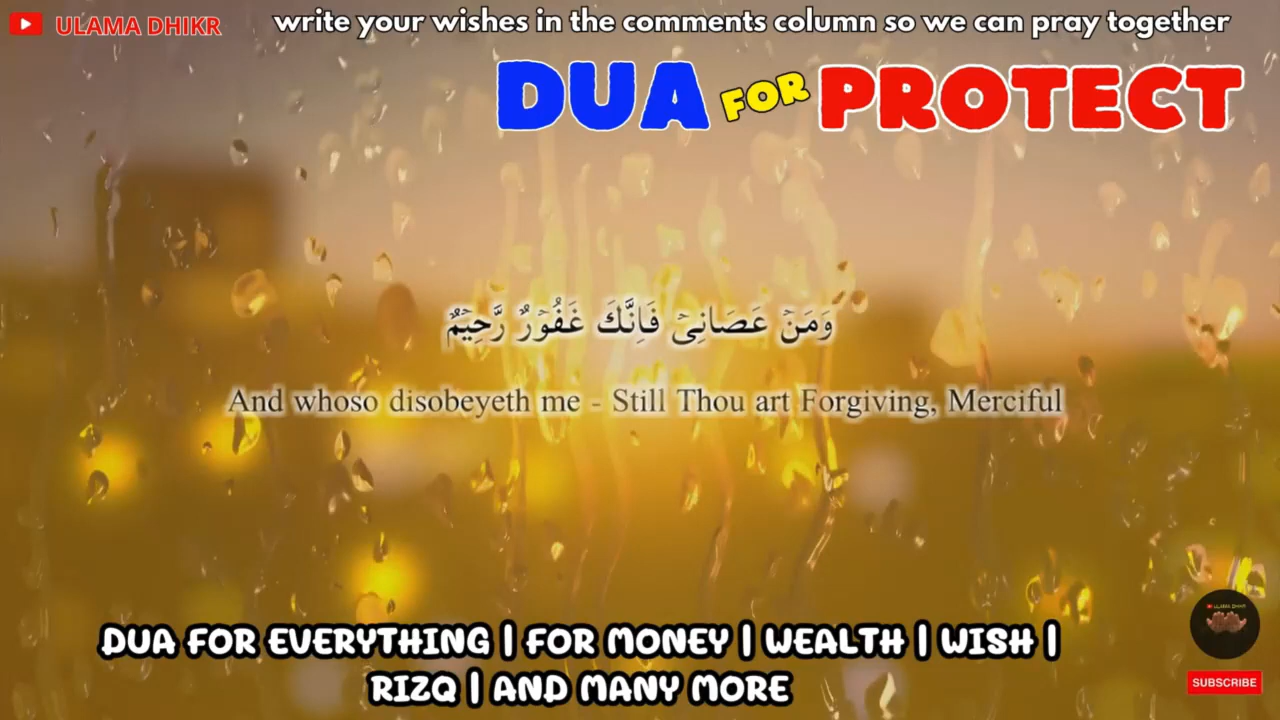 ULAMA DHIKR
write your wishes in the comments column so we can pray together
DUA FOR PROTECT
وَمَنۡ عَصَانِىۡ فَاِنَّكَ غَفُوۡرٌ رَّحِيۡمٌ
And whoso disobeyeth me - Still Thou art Forgiving, Merciful
DUA FOR EVERYTHING | FOR MONEY | WEALTH | WISH |
RIZQ | AND MANY MORE
ULAMA DHIKR
SUBSCRIBE